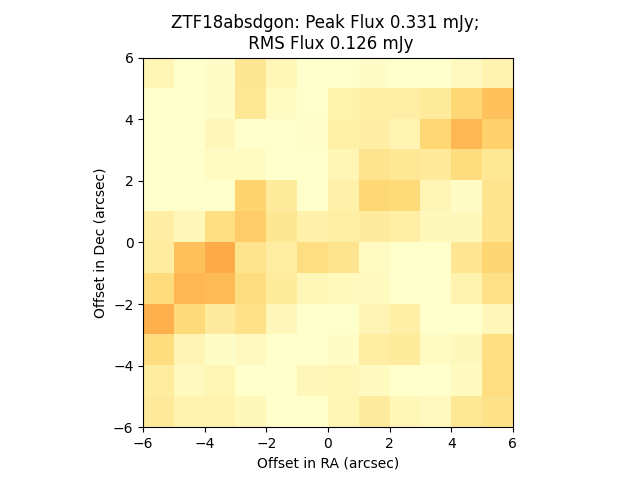 ZTF18absdgon: Peak Flux 0.331 mJy;
RMS Flux 0.126 mJy
6
4
2
0
−2
−4
−6
Offset in Dec (arcsec)
−6 −4 −2 0 2 4 6
Offset in RA (arcsec)